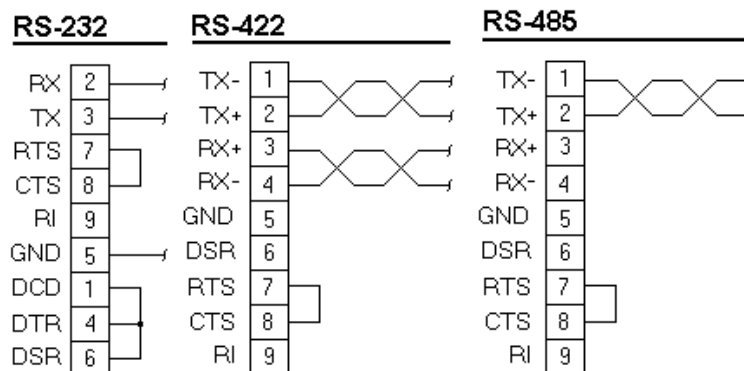 RS-232
RX 2
TX 3
RTS 7
CTS 8
RI 9
GND 5
DCD 1
DTR 4
DSR 6
RS-422
TX- 1
TX+ 2
RX+ 3
RX- 4
GND 5
DSR 6
RTS 7
CTS 8
RI 9
RS-485
TX- 1
TX+ 2
RX+ 3
RX- 4
GND 5
DSR 6
RTS 7
CTS 8
RI 9